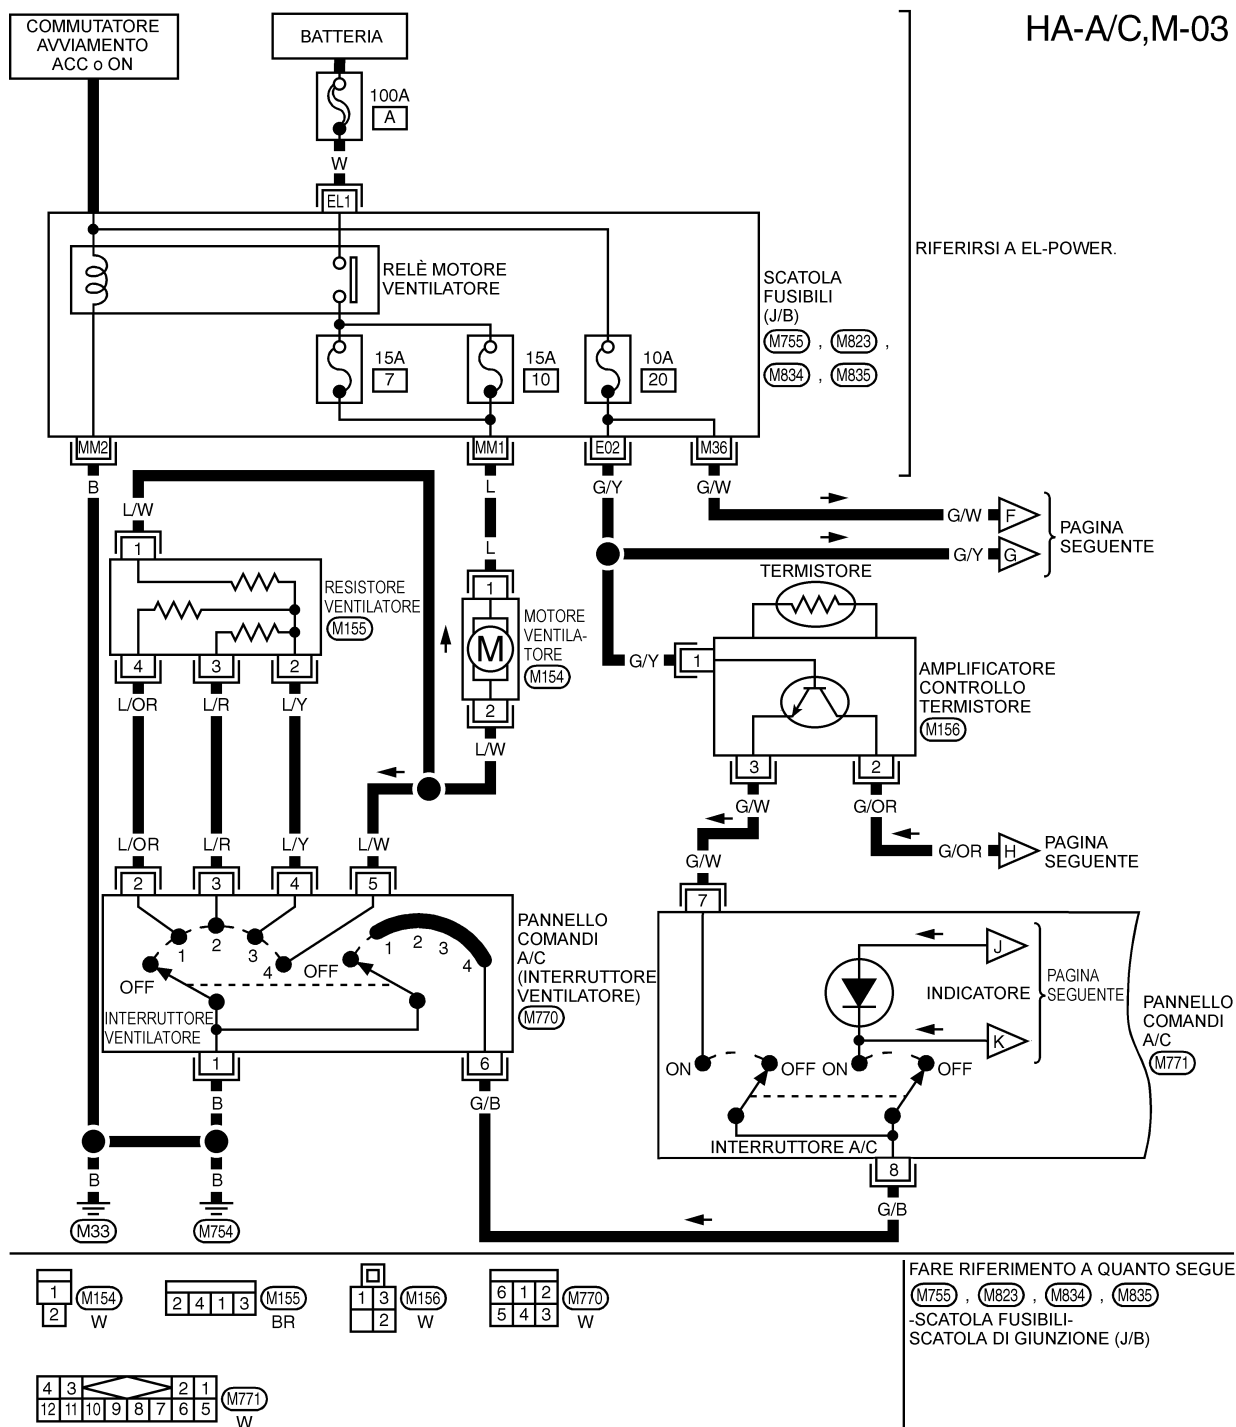 HA-A/C,M-03
COMMUTATORE
AVVIAMENTO
ACC o ON
BATTERIA
100A
A
W
EL1
RIFERIRSI A EL-POWER.
RELÈ MOTORE
VENTILATORE
SCATOLA
FUSIBILI
(J/B)
M755 , M823 ,
M834 , M835
15A
7
15A
10
10A
20
MM2
MM1
E02
M36
B
L
G/Y
G/W
L/W
G/W
F
G/Y
G
PAGINA
SEGUENTE
L
1
RESISTORE
VENTILATORE
M155
4
3
2
1
M
2
MOTORE
VENTILA-
TORE
M154
TERMISTORE
G/Y
1
AMPLIFICATORE
CONTROLLO
TERMISTORE
M156
3
2
L/OR
L/R
L/Y
L/W
G/W
G/OR
G/W
G/OR
H
PAGINA
SEGUENTE
L/OR
L/R
L/Y
L/W
2
3
4
5
7
OFF
1
2
3
4
OFF
1
2
3
4
INTERRUTTORE
VENTILATORE
PANNELLO
COMANDI
A/C
(INTERRUTTORE
VENTILATORE)
M770
1
6
J
INDICATORE
K
PAGINA
SEGUENTE
PANNELLO
COMANDI
A/C
M771
ON
OFF
ON
OFF
INTERRUTTORE A/C
8
B
G/B
G/B
B
B
M33
M754
1
2
M154
W
2 4 1 3
M155
BR
1 3
2
M156
W
6 1 2
5 4 3
M770
W
4 3 2 1
12 11 10 9 8 7 6 5
M771
W
FARE RIFERIMENTO A QUANTO SEGUE
M755 , M823 , M834 , M835
-SCATOLA FUSIBILI-
SCATOLA DI GIUNZIONE (J/B)